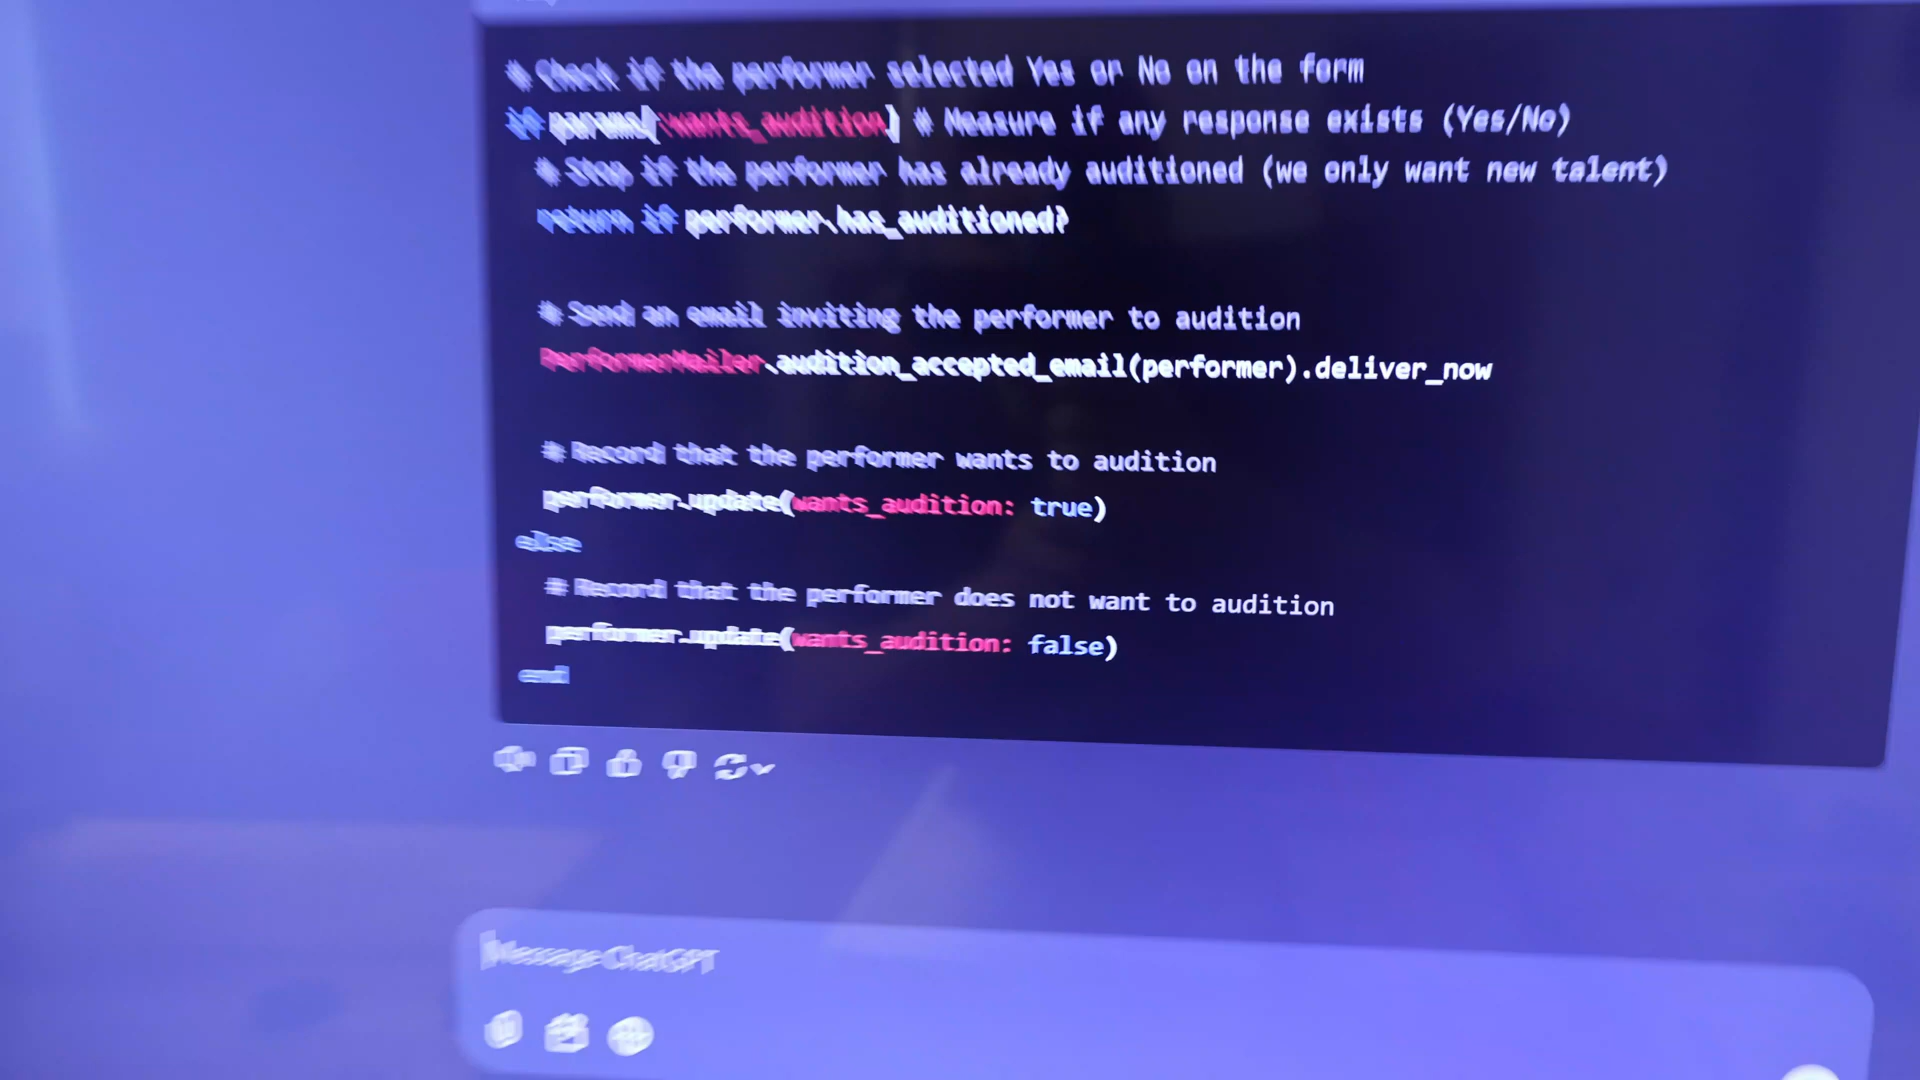 # Check if the performer selected Yes or No on the form
if params[:wants_audition] # Measure if any response exists (Yes/No)
# Stop if the performer has already auditioned (we only want new talent)
return if performer.has_auditioned?
# Send an email inviting the performer to audition
PerformerMailer.audition_accepted_email(performer).deliver_now
# Record that the performer wants to audition
performer.update(wants_audition: true)
else
# Record that the performer does not want to audition
performer.update(wants_audition: false)
end
Message ChatGPT